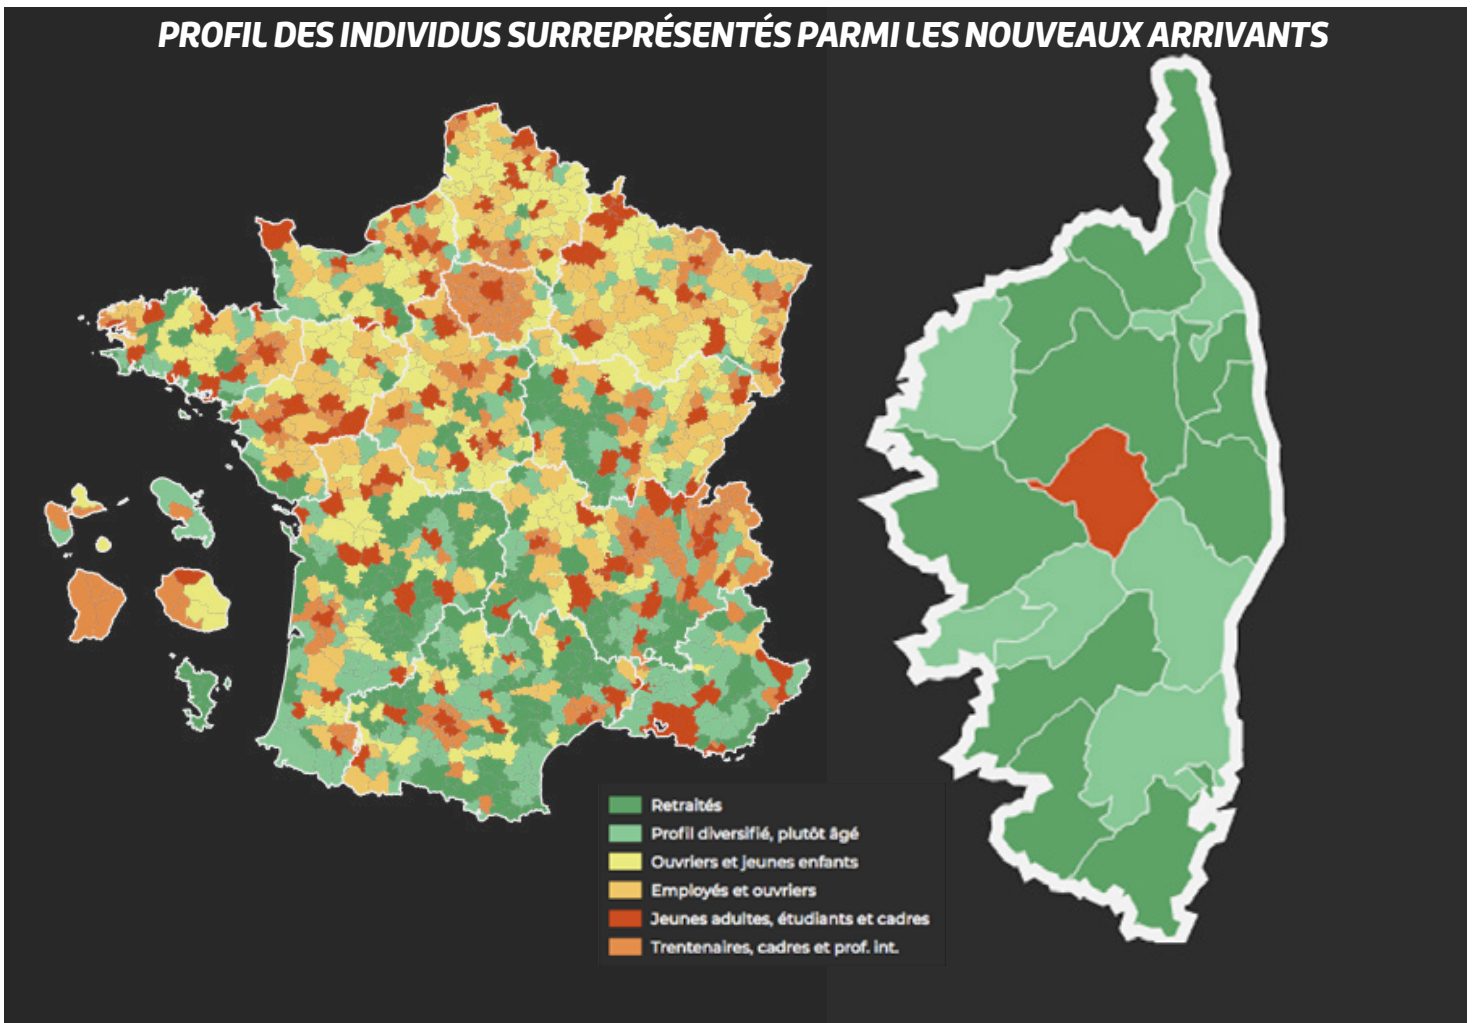 PROFIL DES INDIVIDUS SURREPRÉSENTÉS PARMI LES NOUVEAUX ARRIVANTS
Retraités
Profil diversifié, plutôt âgé
Ouvriers et jeunes enfants
Employés et ouvriers
Jeunes adultes, étudiants et cadres
Trentenaires, cadres et prof. int.